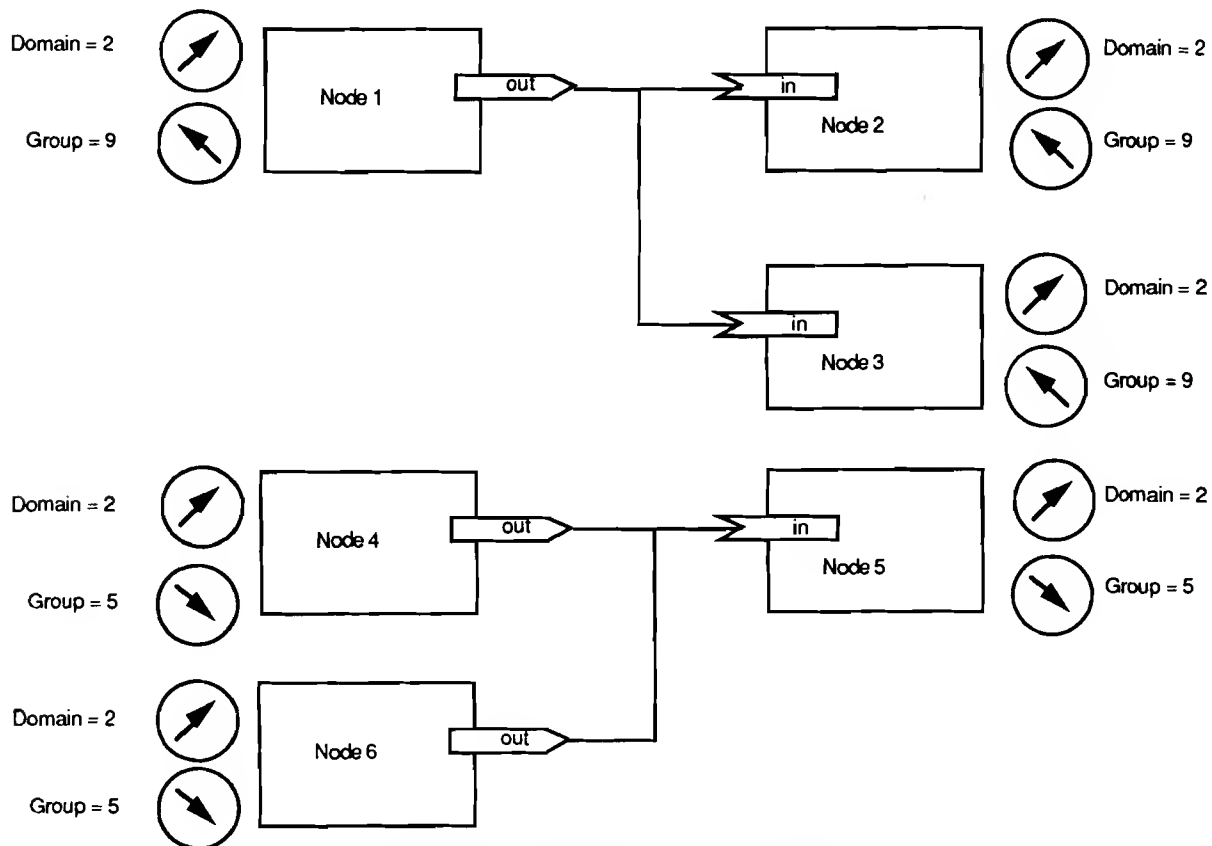 Domain = 2
Group = 9
Node 1
out
in
Node 2
Domain = 2
Group = 9
in
Node 3
Domain = 2
Group = 9
Domain = 2
Group = 5
Node 4
out
in
Node 5
Domain = 2
Group = 5
Domain = 2
Group = 5
Node 6
out